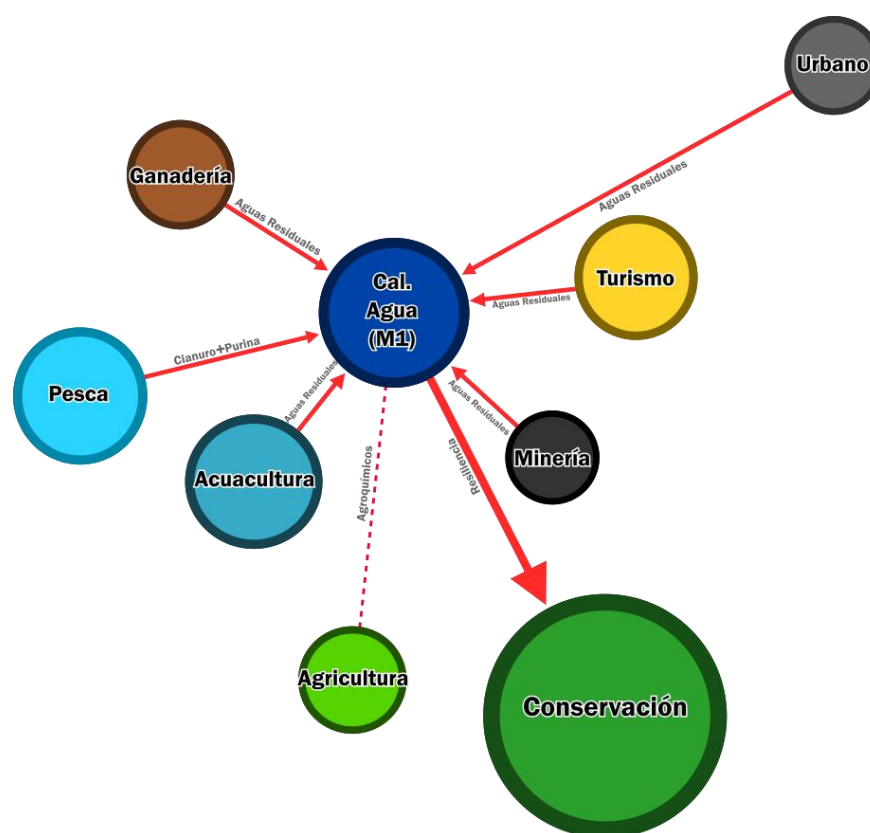 Urbano
Aguas Residuales
Ganadería
Aguas Residuales
Cal.
Agua
(M1)
Turismo
Aguas Residuales
Cianuro+Purina
Pesca
Aguas Residuales
Acuacultura
Aguas Residuales
Minería
Agroquímicos
Resiliencia
Agricultura
Conservación